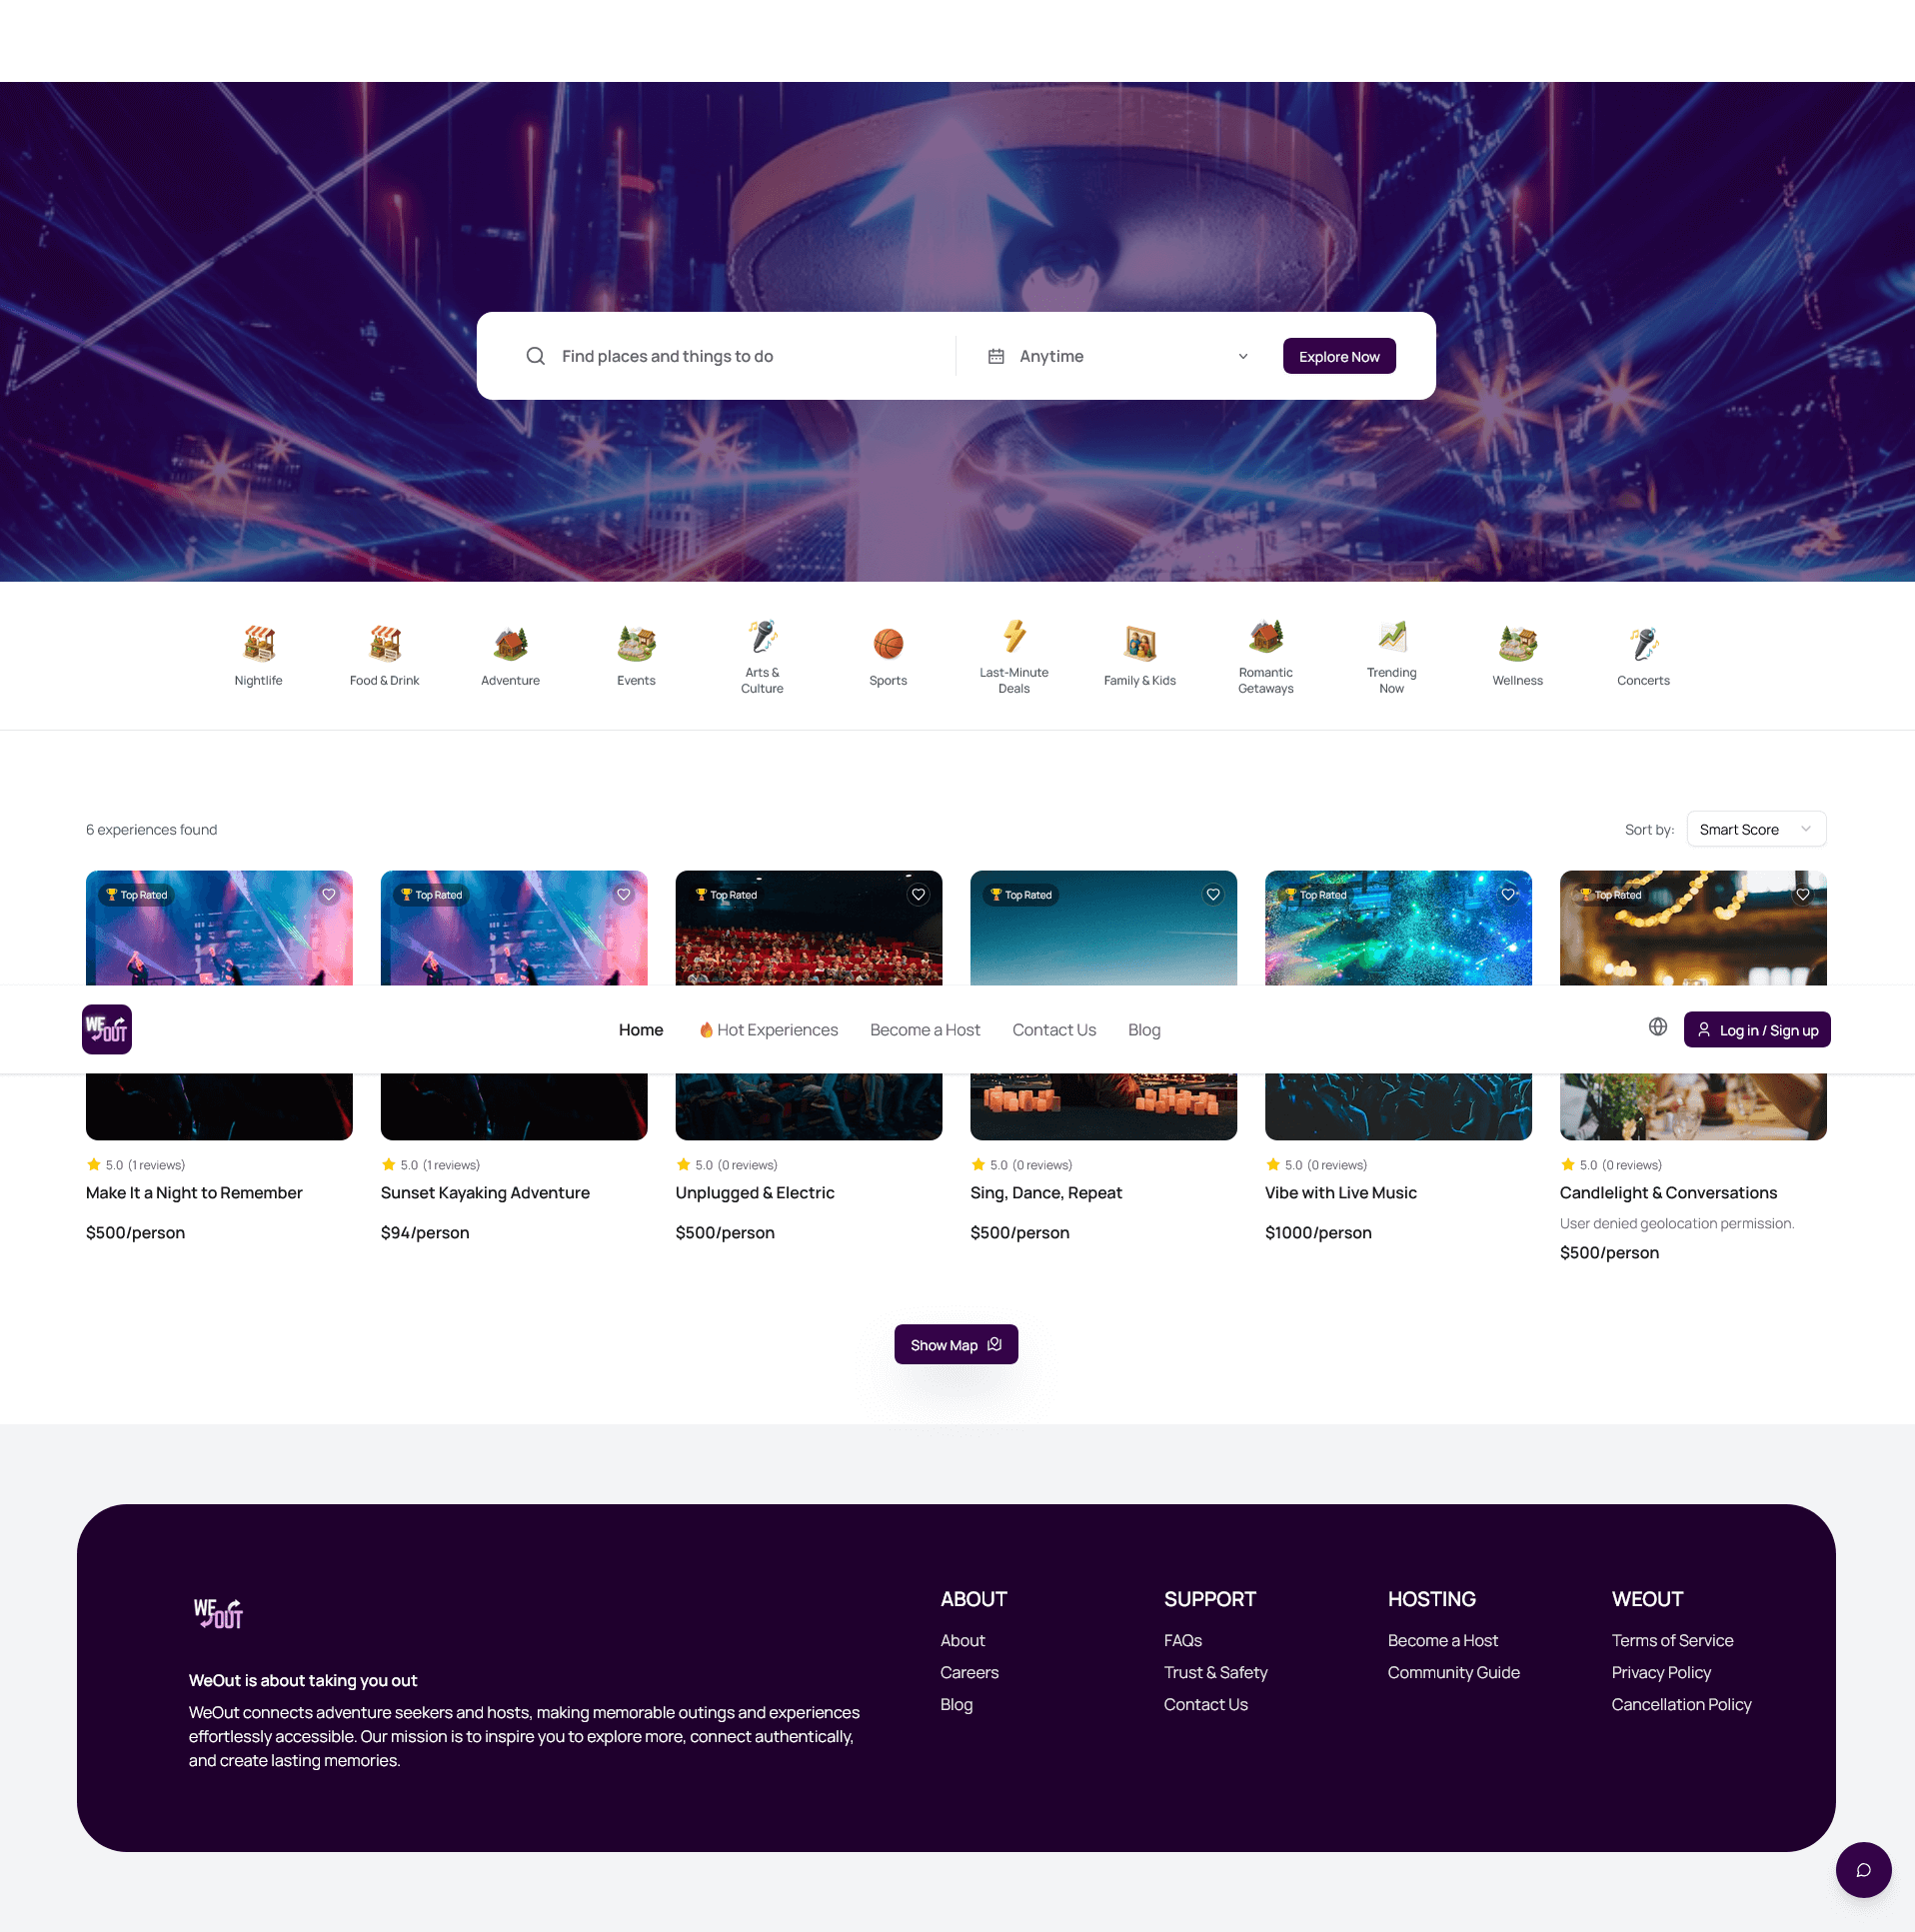 Find places and things to do
Anytime
Explore Now
Nightlife
Food & Drink
Adventure
Events
Arts &
Culture
Sports
Last-Minute
Deals
Family & Kids
Romantic
Getaways
Trending
Now
Wellness
Concerts
6 experiences found
Sort by:
Smart Score
Top Rated
Top Rated
Top Rated
Top Rated
Top Rated
Top Rated
WE
OUT
Home
Hot Experiences
Become a Host
Contact Us
Blog
Log in / Sign up
5.0 (1 reviews)
Make It a Night to Remember
$500/person
5.0 (1 reviews)
Sunset Kayaking Adventure
$94/person
5.0 (0 reviews)
Unplugged & Electric
$500/person
5.0 (0 reviews)
Sing, Dance, Repeat
$500/person
5.0 (0 reviews)
Vibe with Live Music
$1000/person
5.0 (0 reviews)
Candlelight & Conversations
User denied geolocation permission.
$500/person
Show Map
WE
OUT
WeOut is about taking you out
WeOut connects adventure seekers and hosts, making memorable outings and experiences
effortlessly accessible. Our mission is to inspire you to explore more, connect authentically,
and create lasting memories.
ABOUT
About
Careers
Blog
SUPPORT
FAQs
Trust & Safety
Contact Us
HOSTING
Become a Host
Community Guide
WEOUT
Terms of Service
Privacy Policy
Cancellation Policy